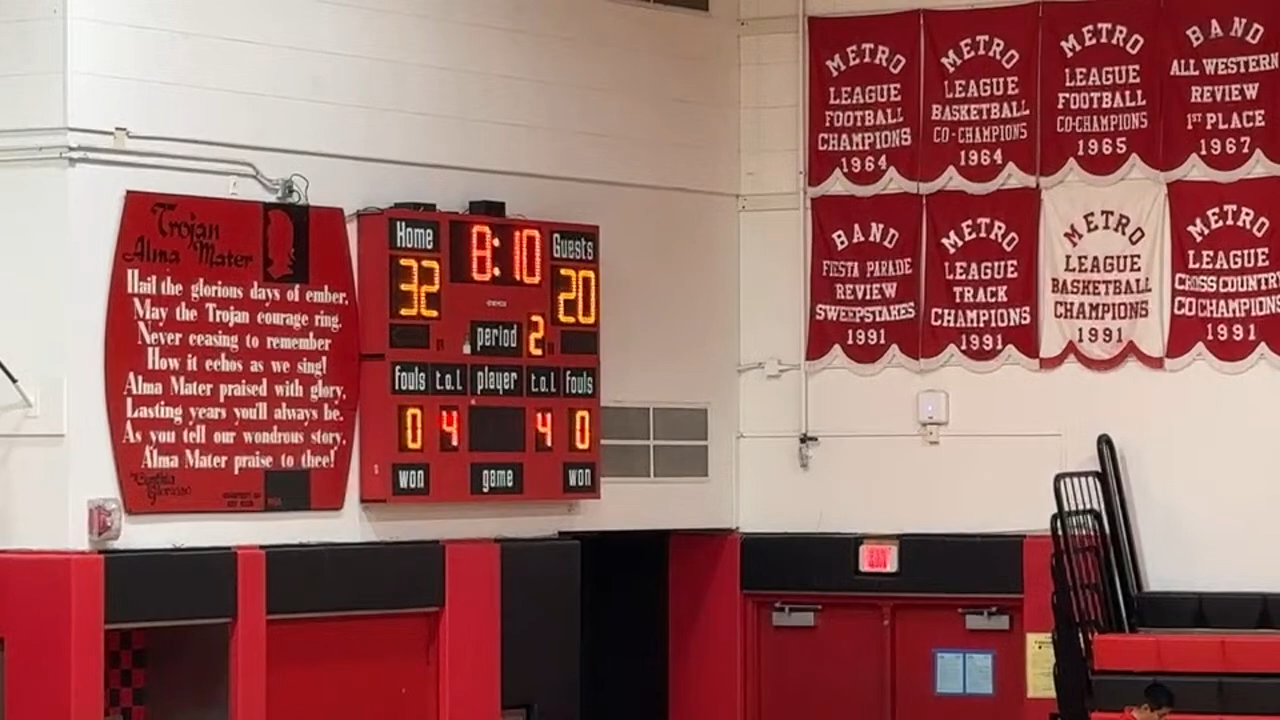 Trojan
Alma Mater
Hail the glorious days of ember,
May the Trojan courage ring.
Never ceasing to remember
How it echos as we sing!
Alma Mater praised with glory,
Lasting years you'll always be.
As you tell our wondrous story,
Alma Mater praise to thee!
Home
8:10
Guests
32
20
period 2
fouls t.o.l. player t.o.l. fouls
0 4 4 0
won game won
METRO
LEAGUE
FOOTBALL
CHAMPIONS
1964
METRO
LEAGUE
BASKETBALL
CO-CHAMPIONS
1964
METRO
LEAGUE
FOOTBALL
CO-CHAMPIONS
1965
BAND
ALL WESTERN
REVIEW
1ST PLACE
1967
BAND
FIESTA PARADE
REVIEW
SWEEPSTAKES
1991
METRO
LEAGUE
TRACK
CHAMPIONS
1991
METRO
LEAGUE
BASKETBALL
CHAMPIONS
1991
METRO
LEAGUE
CROSS COUNTRY
CO CHAMPIONS
1991
EXIT